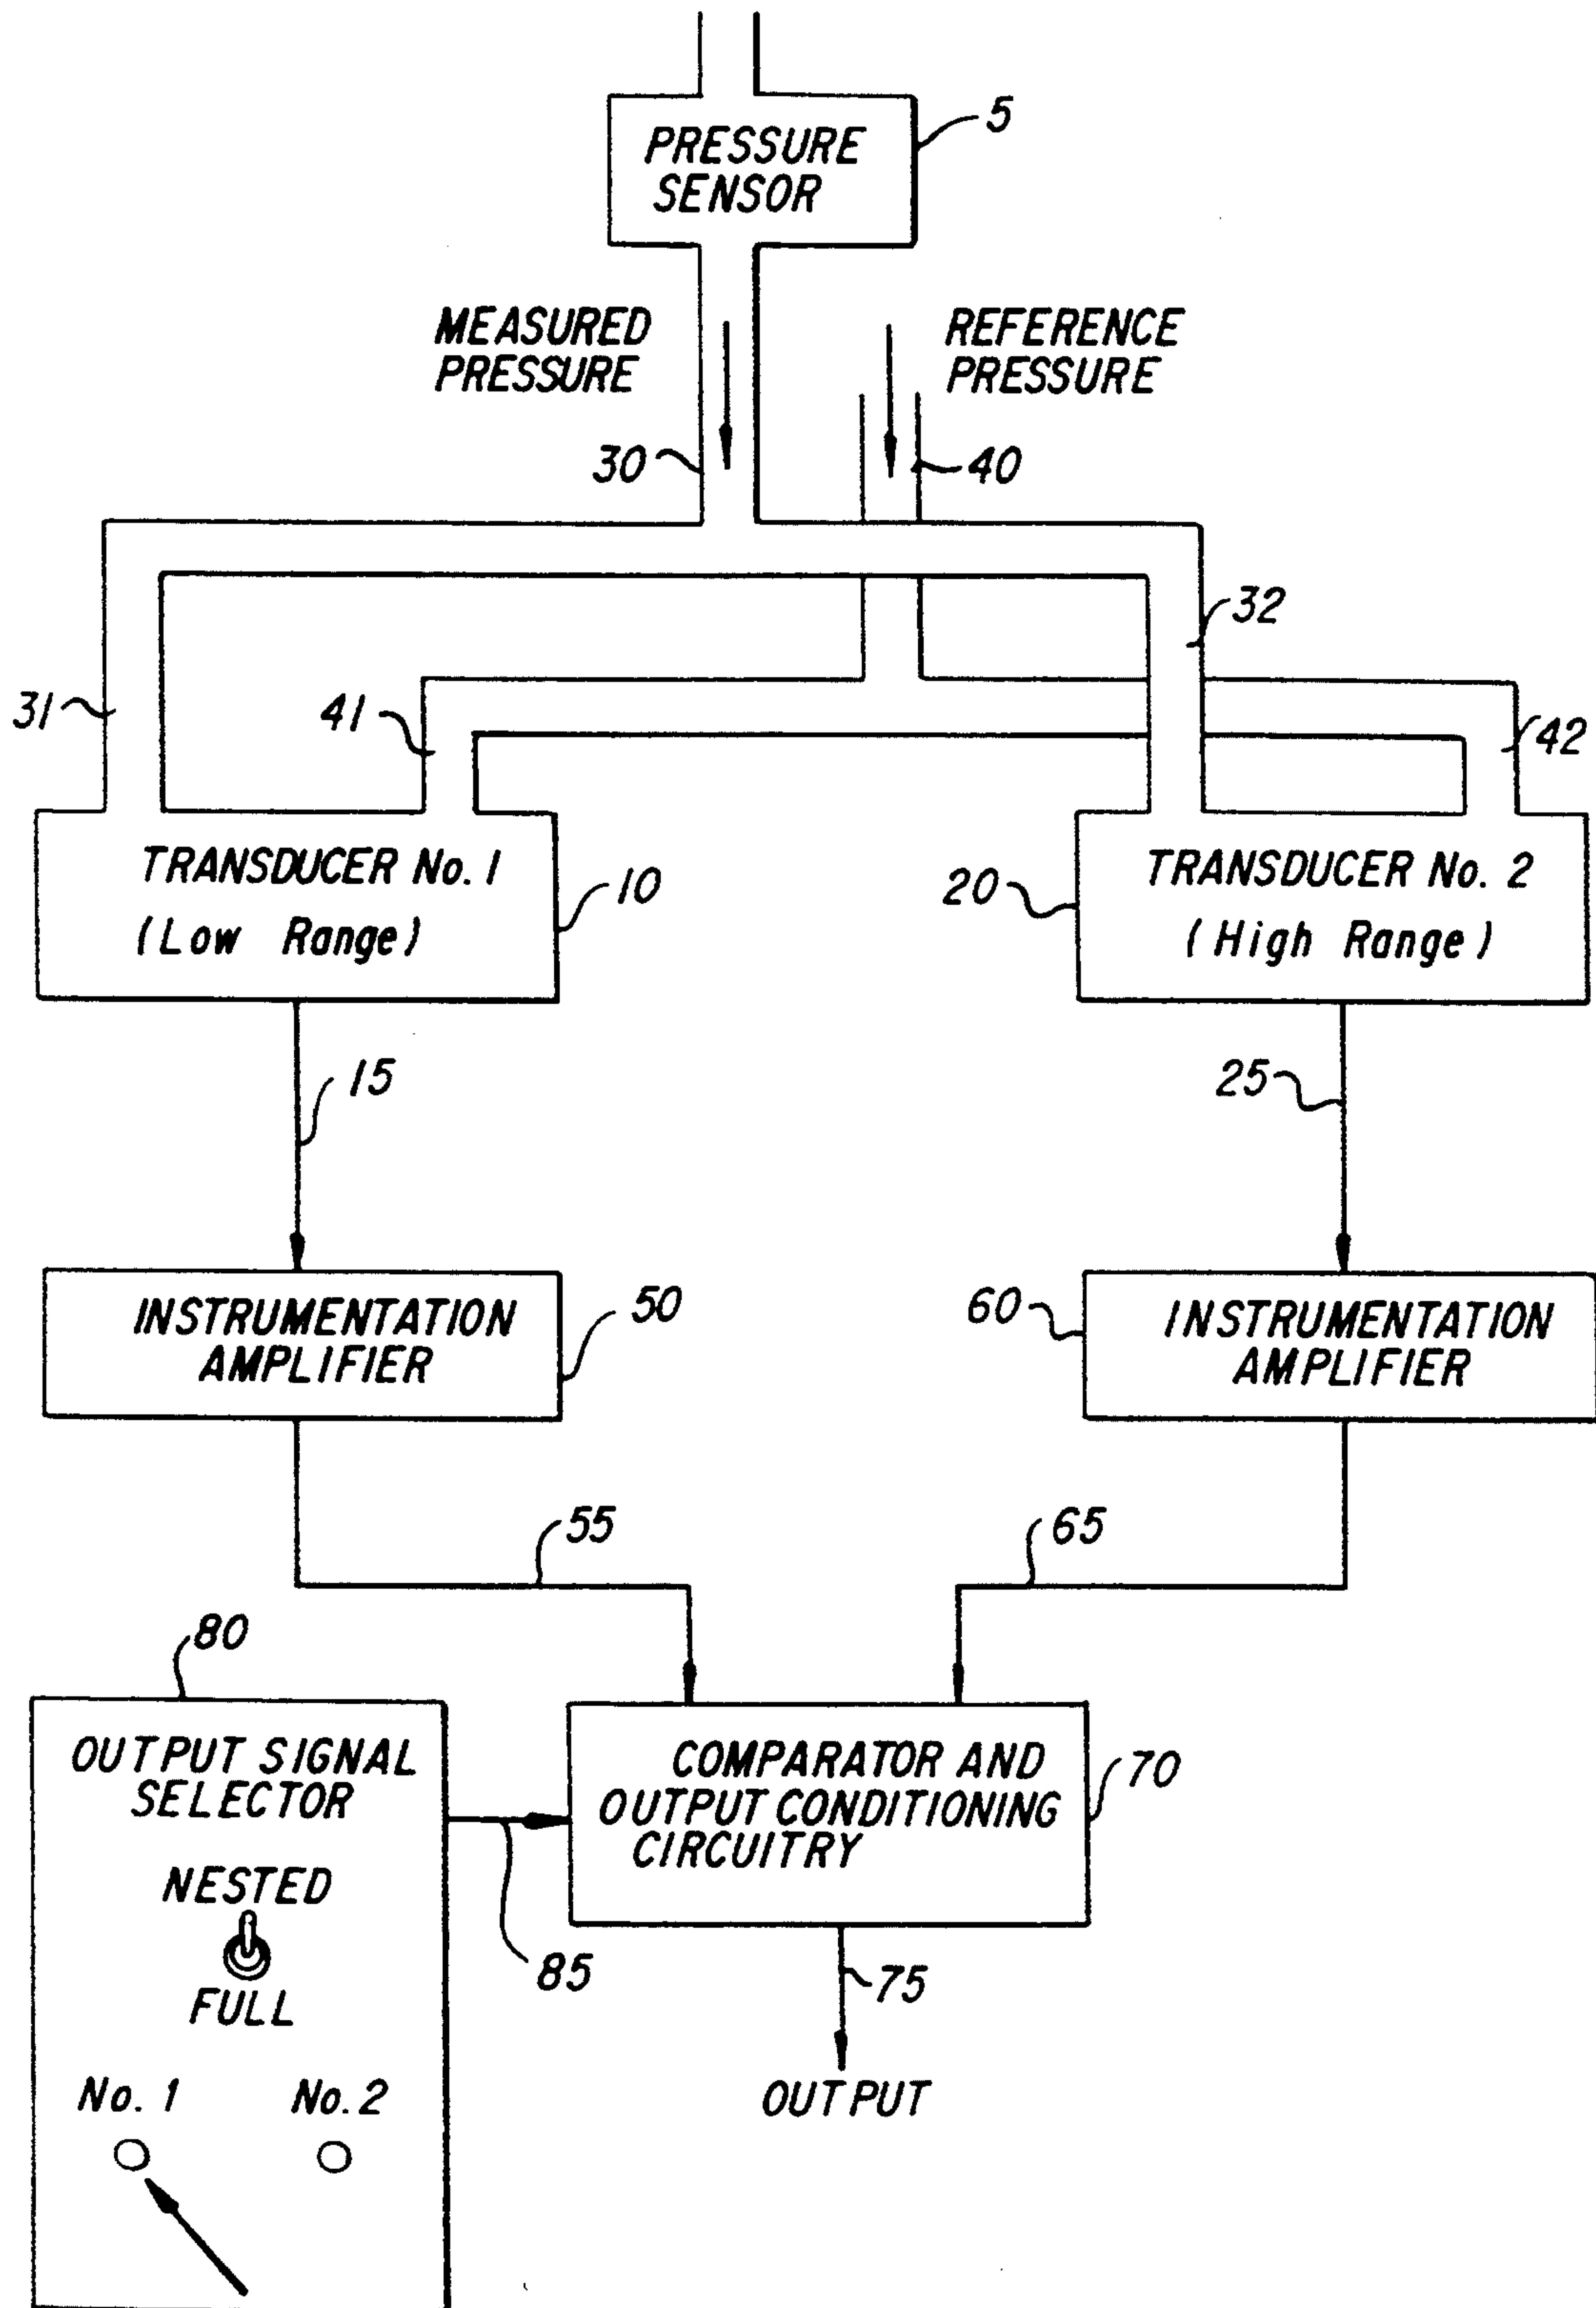 5
PRESSURE
SENSOR
MEASURED
PRESSURE
REFERENCE
PRESSURE
30
40
32
31
41
42
TRANSDUCER No. 1
(Low Range)
10
20
TRANSDUCER No. 2
(High Range)
15
25
INSTRUMENTATION
AMPLIFIER
50
60
INSTRUMENTATION
AMPLIFIER
55
65
80
OUTPUT SIGNAL
SELECTOR
NESTED
FULL
No. 1
No. 2
85
COMPARATOR AND
OUTPUT CONDITIONING
CIRCUITRY
70
75
OUTPUT